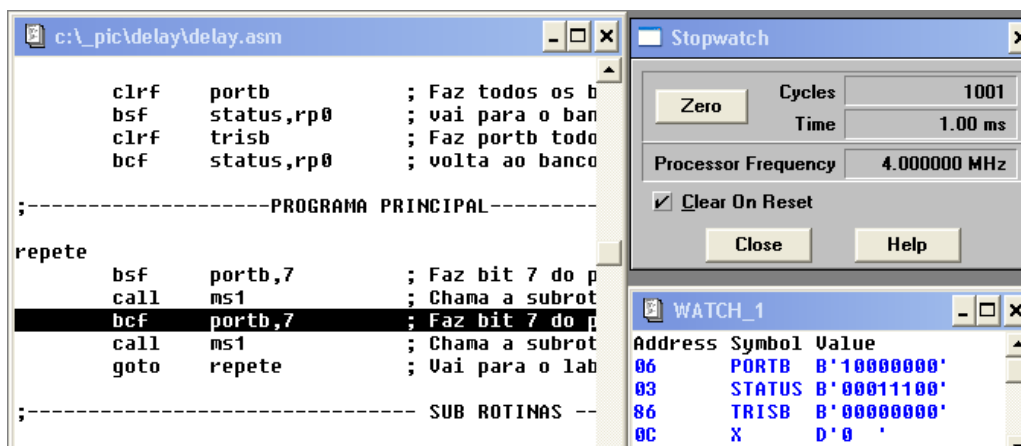 c:\_pic\delay\delay.asm
clrf portb ; Faz todos os b
bsf status,rp0 ; vai para o ban
clrf trisb ; Faz portb todo
bcf status,rp0 ; volta ao banco
;--------------------PROGRAMA PRINCIPAL---------
repete
bsf portb,7 ; Faz bit 7 do p
call ms1 ; Chama a subrot
bcf portb,7 ; Faz bit 7 do p
call ms1 ; Chama a subrot
goto repete ; Vai para o lab
;-------------------------------- SUB ROTINAS --
Stopwatch
Zero
Cycles 1001
Time 1.00 ms
Processor Frequency 4.000000 MHz
Clear On Reset
Close Help
WATCH_1
Address Symbol Value
06 PORTB B'10000000'
03 STATUS B'00011100'
86 TRISB B'00000000'
0C X D'0 '